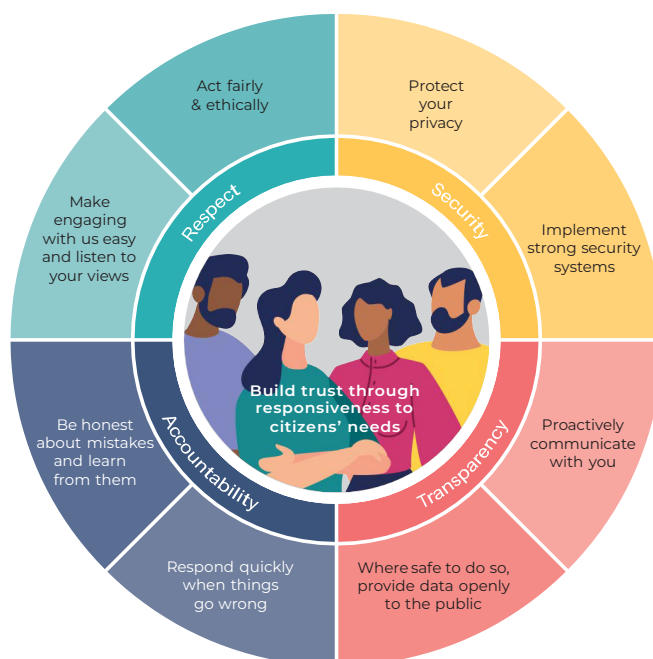 Act fairly
& ethically
Protect
your
privacy
Make
engaging
with us easy
and listen to
your views
Respect
Security
Implement
strong security
systems
Build trust through
responsiveness to
citizens’ needs
Be honest
about mistakes
and learn
from them
Accountability
Transparency
Proactively
communicate
with you
Respond quickly
when things
go wrong
Where safe to do so,
provide data openly
to the public